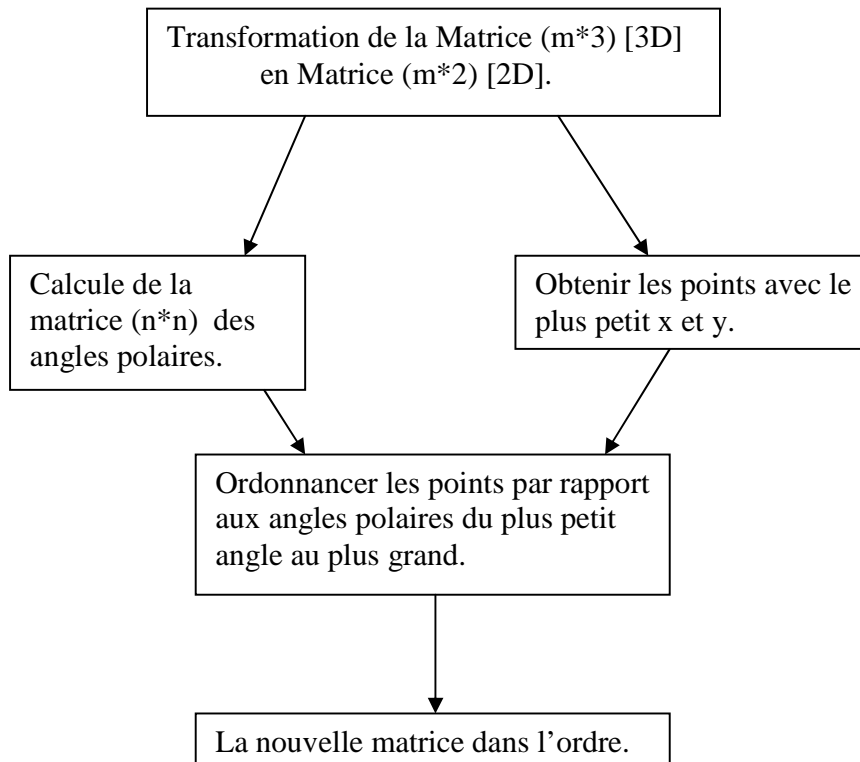 Transformation de la Matrice (m*3) [3D]
en Matrice (m*2) [2D].
Calcule de la
matrice (n*n) des
angles polaires.
Obtenir les points avec le
plus petit x et y.
Ordonnancer les points par rapport
aux angles polaires du plus petit
angle au plus grand.
La nouvelle matrice dans l’ordre.